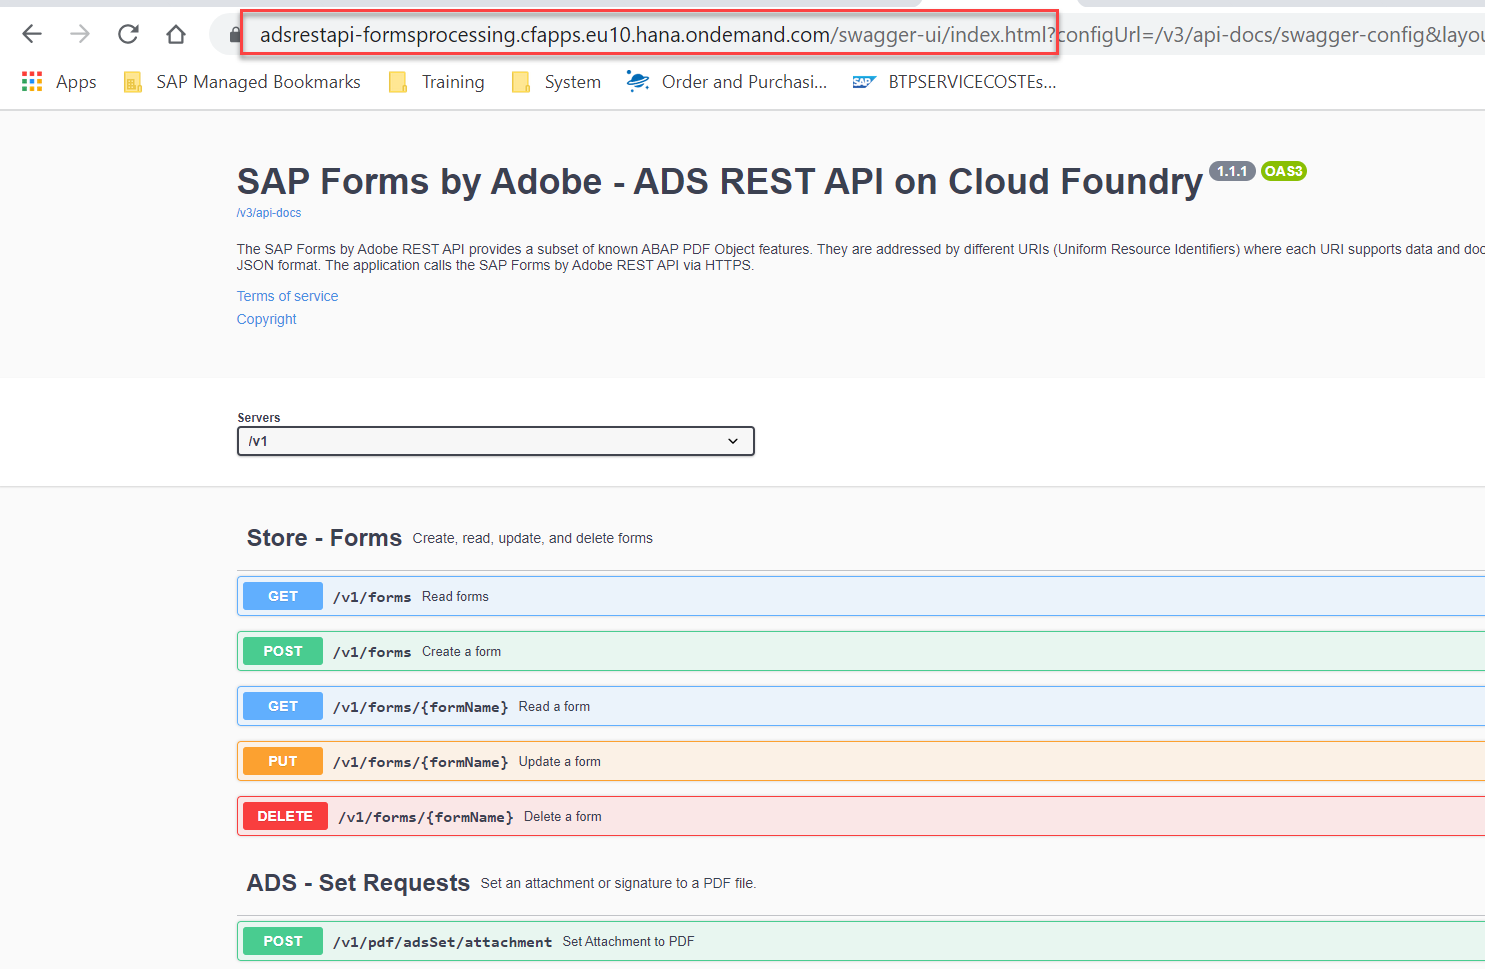 adsrestapi-formsprocessing.cfapps.eu10.hana.ondemand.com/swagger-ui/index.html?configUrl=/v3/api-docs/swagger-config&layou
Apps SAP Managed Bookmarks Training System Order and Purchasi... SAP BTPSERVICECOSTEs...
SAP Forms by Adobe - ADS REST API on Cloud Foundry 1.1.1 OAS3
/v3/api-docs
The SAP Forms by Adobe REST API provides a subset of known ABAP PDF Object features. They are addressed by different URIs (Uniform Resource Identifiers) where each URI supports data and doc
JSON format. The application calls the SAP Forms by Adobe REST API via HTTPS.
Terms of service
Copyright
Servers
/v1
Store - Forms Create, read, update, and delete forms
GET /v1/forms Read forms
POST /v1/forms Create a form
GET /v1/forms/{formName} Read a form
PUT /v1/forms/{formName} Update a form
DELETE /v1/forms/{formName} Delete a form
ADS - Set Requests Set an attachment or signature to a PDF file.
POST /v1/pdf/adsSet/attachment Set Attachment to PDF